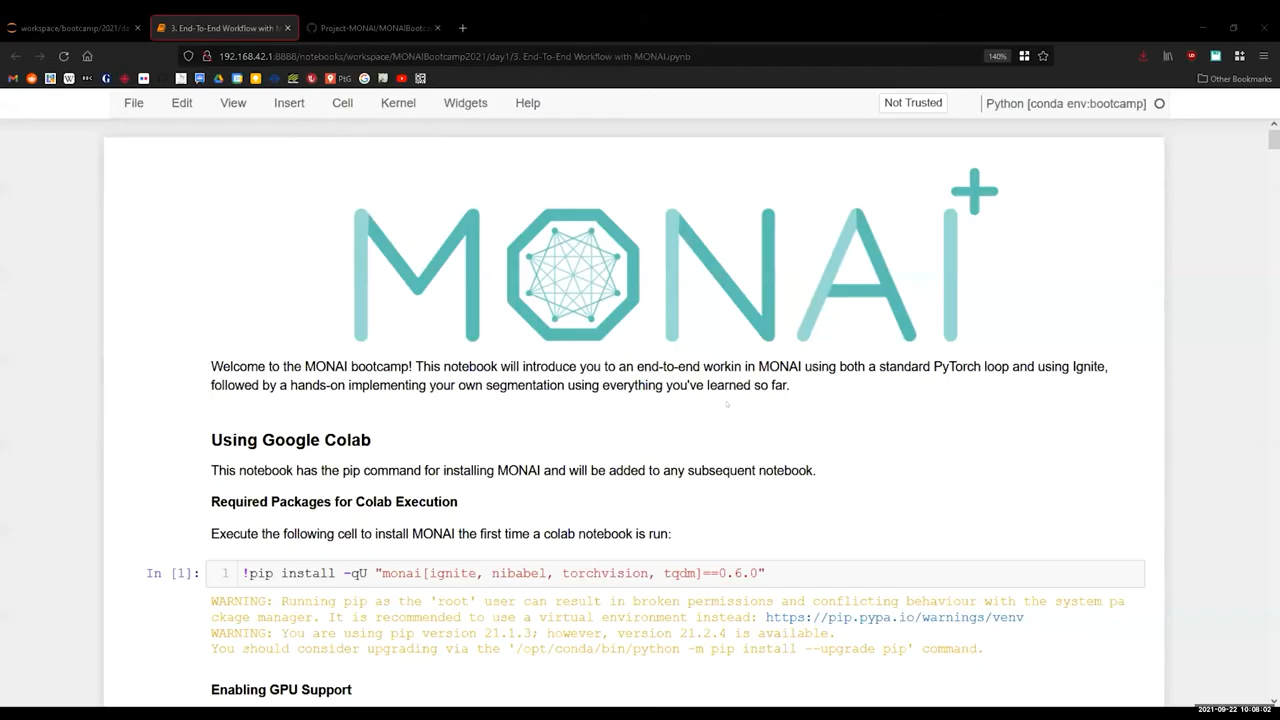 workspace/bootcamp/2021/da
3. End-To-End Workflow with M
Project-MONAI/MONAIBootca
192.168.42.1:8888/notebooks/workspace/MONAIBootcamp2021/day1/3. End-To-End Workflow with MONAI.ipynb
140%
PtG
Other Bookmarks
File Edit View Insert Cell Kernel Widgets Help
Not Trusted
Python [conda env:bootcamp]
MONAI+
Welcome to the MONAI bootcamp! This notebook will introduce you to an end-to-end workin in MONAI using both a standard PyTorch loop and using Ignite,
followed by a hands-on implementing your own segmentation using everything you've learned so far.
Using Google Colab
This notebook has the pip command for installing MONAI and will be added to any subsequent notebook.
Required Packages for Colab Execution
Execute the following cell to install MONAI the first time a colab notebook is run:
In [1]: 1 !pip install -qU "monai[ignite, nibabel, torchvision, tqdm]==0.6.0"
WARNING: Running pip as the 'root' user can result in broken permissions and conflicting behaviour with the system pa
ckage manager. It is recommended to use a virtual environment instead: https://pip.pypa.io/warnings/venv
WARNING: You are using pip version 21.1.3; however, version 21.2.4 is available.
You should consider upgrading via the '/opt/conda/bin/python -m pip install --upgrade pip' command.
Enabling GPU Support
2021-09-22 10:08:02